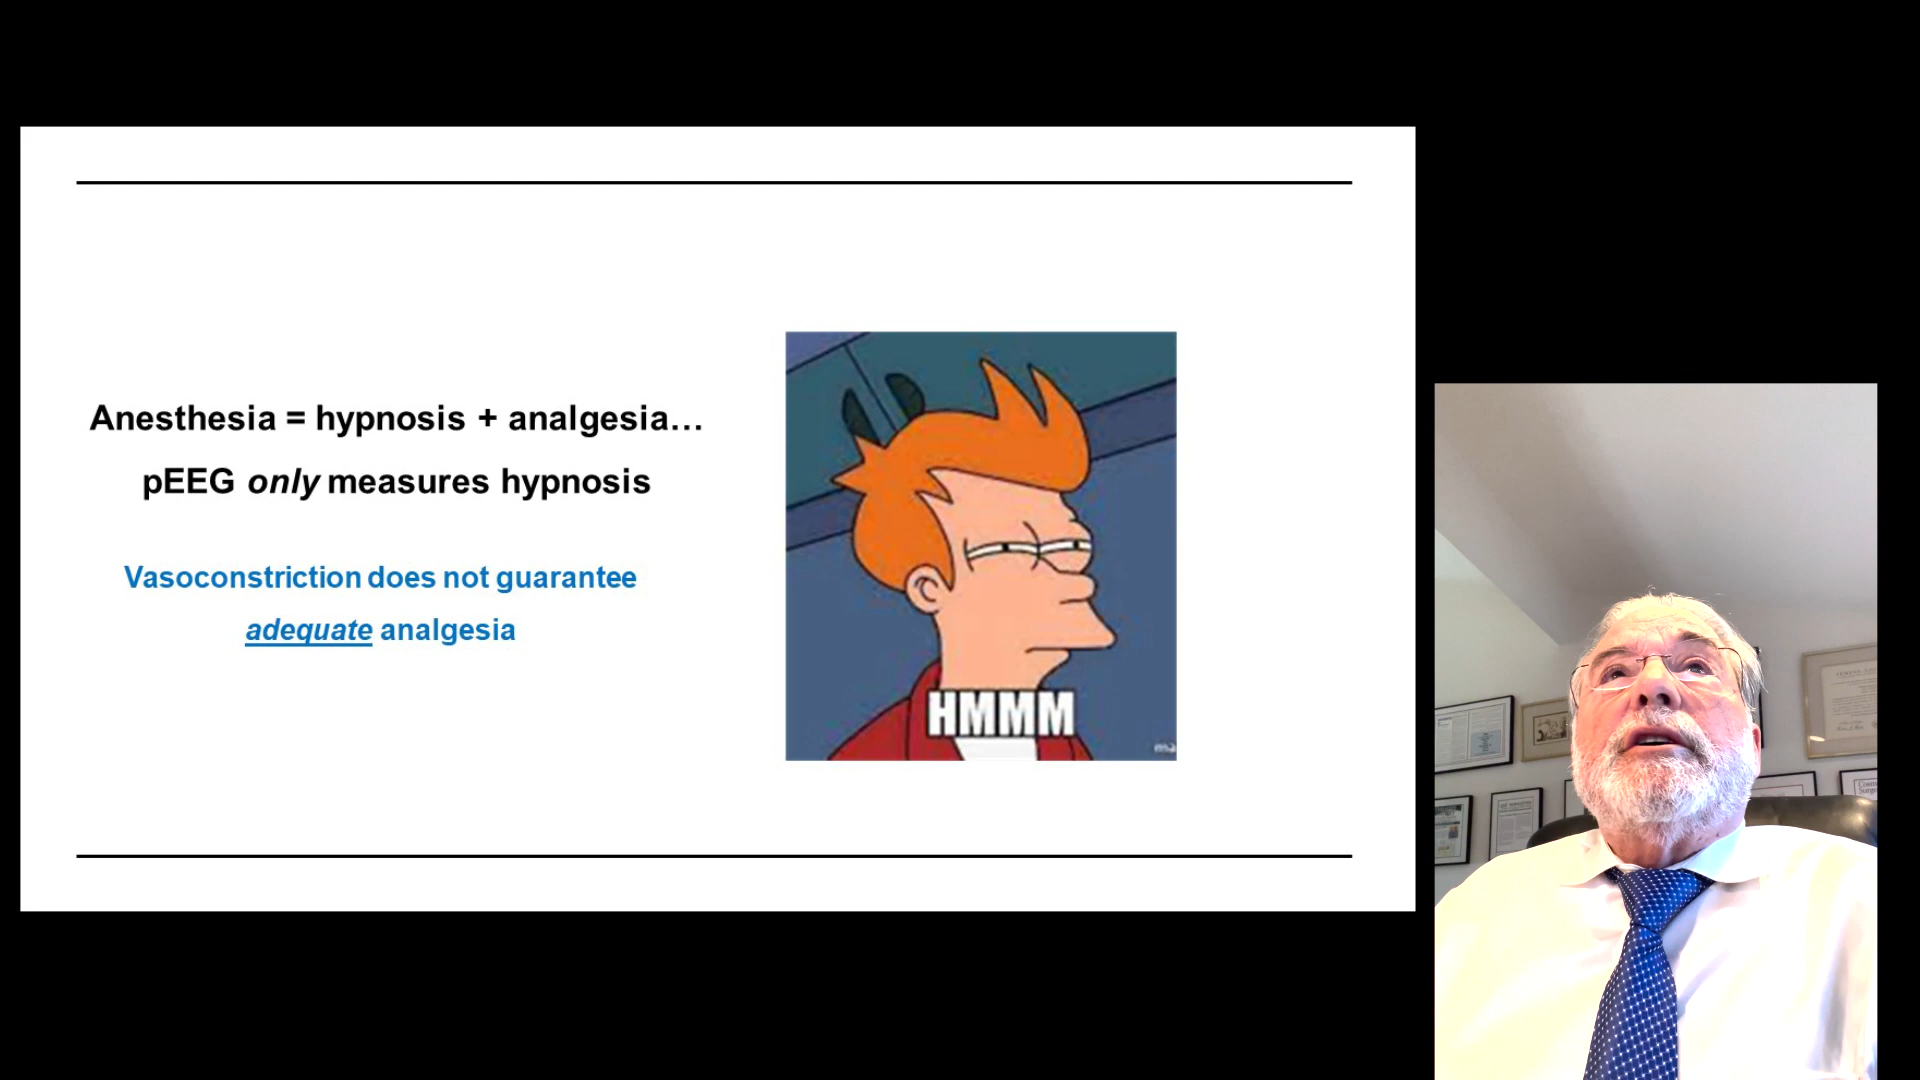 Anesthesia = hypnosis + analgesia…
pEEG only measures hypnosis
Vasoconstriction does not guarantee
adequate analgesia
HMMM